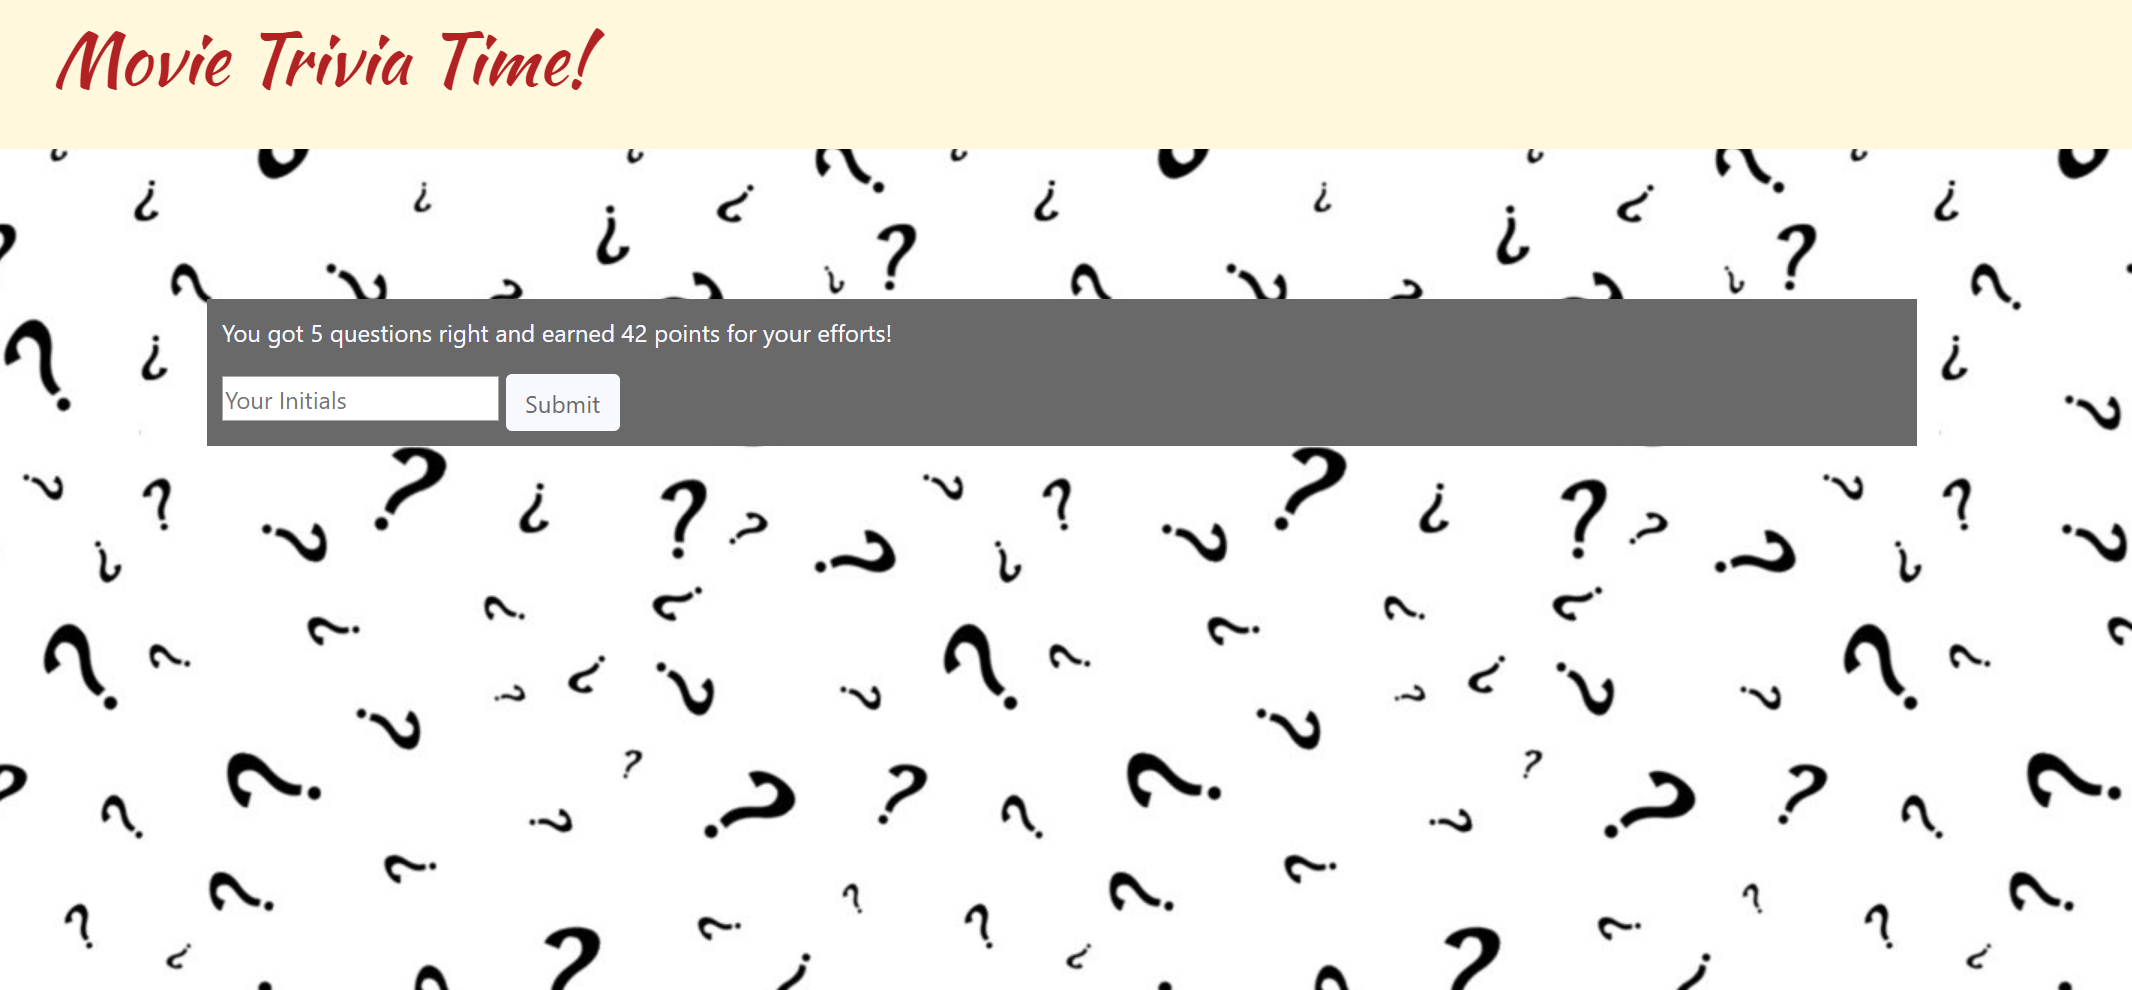 Movie Trivia Time!
You got 5 questions right and earned 42 points for your efforts!
Your Initials
Submit